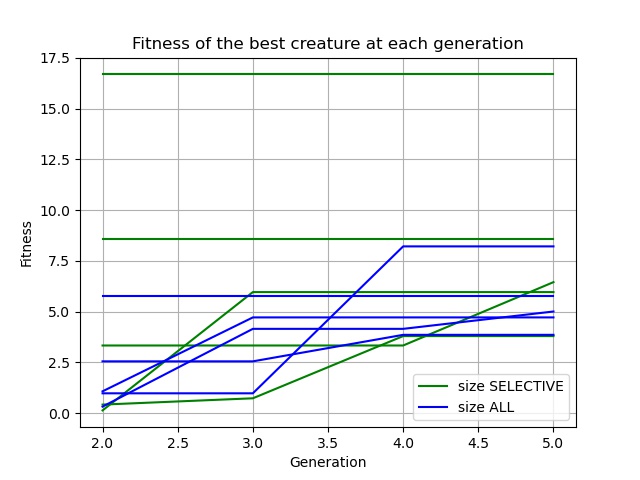 Fitness of the best creature at each generation
17.5
15.0
12.5
10.0
7.5
5.0
2.5
0.0
Fitness
size SELECTIVE
size ALL
2.0 2.5 3.0 3.5 4.0 4.5 5.0
Generation